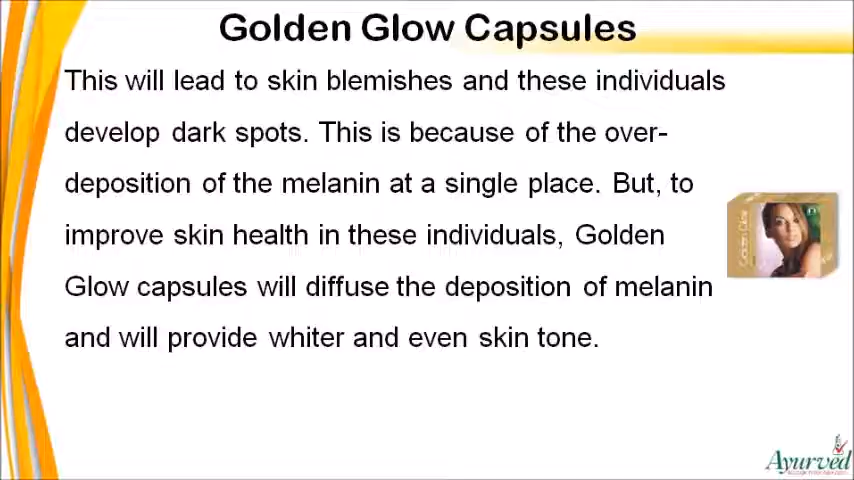 Golden Glow Capsules
This will lead to skin blemishes and these individuals
develop dark spots. This is because of the over-
deposition of the melanin at a single place. But, to
improve skin health in these individuals, Golden
Glow capsules will diffuse the deposition of melanin
and will provide whiter and even skin tone.
Golden Glow
Ayurved